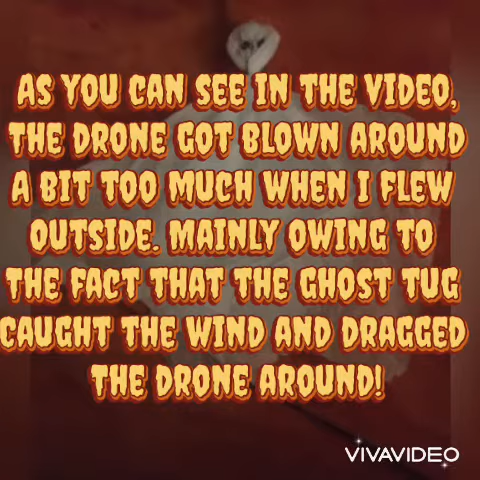 AS YOU CAN SEE IN THE VIDEO,
THE DRONE GOT BLOWN AROUND
A BIT TOO MUCH WHEN I FLEW
OUTSIDE. MAINLY OWING TO
THE FACT THAT THE GHOST TUG
CAUGHT THE WIND AND DRAGGED
THE DRONE AROUND!
VIVAVIDEO